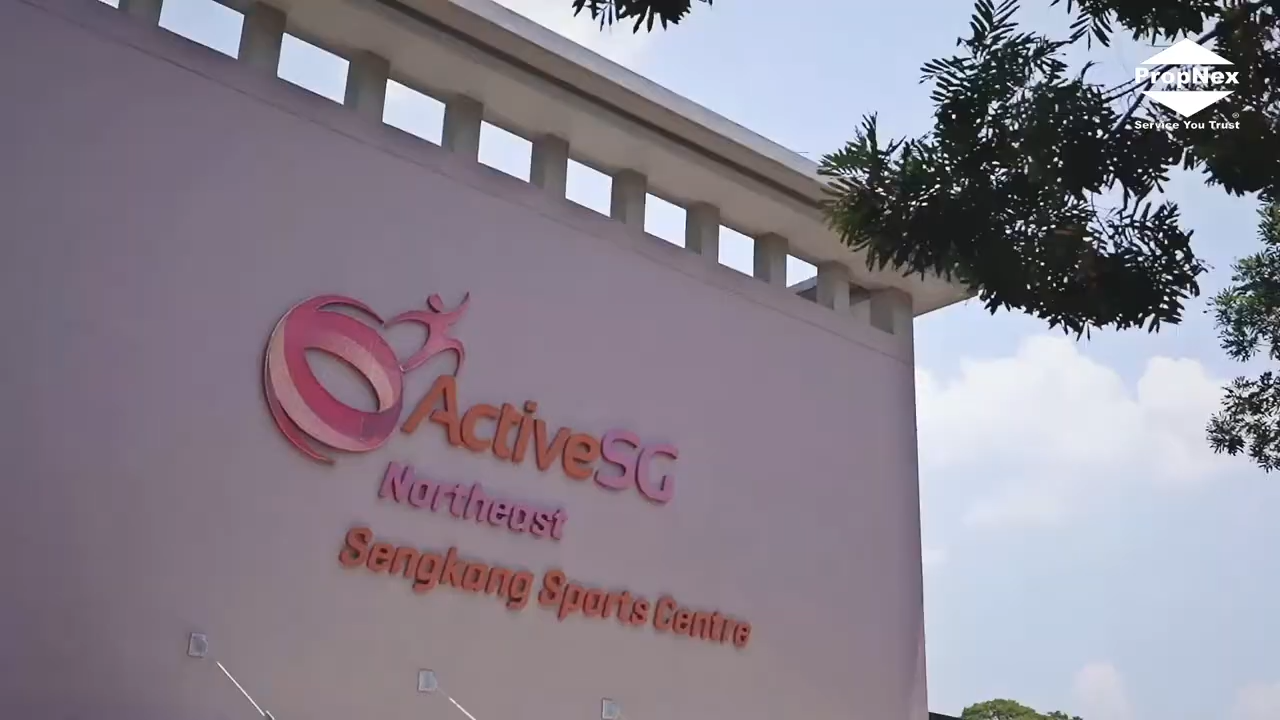 PropNex
Service You Trust
ActiveSG
Northeast
Sengkang Sports Centre